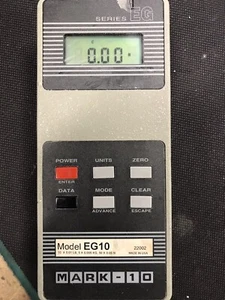 SERIES EG
0.00
POWER UNITS ZERO
ENTER
DATA MODE CLEAR
ADVANCE ESCAPE
Model EG10 22002
MARK-10